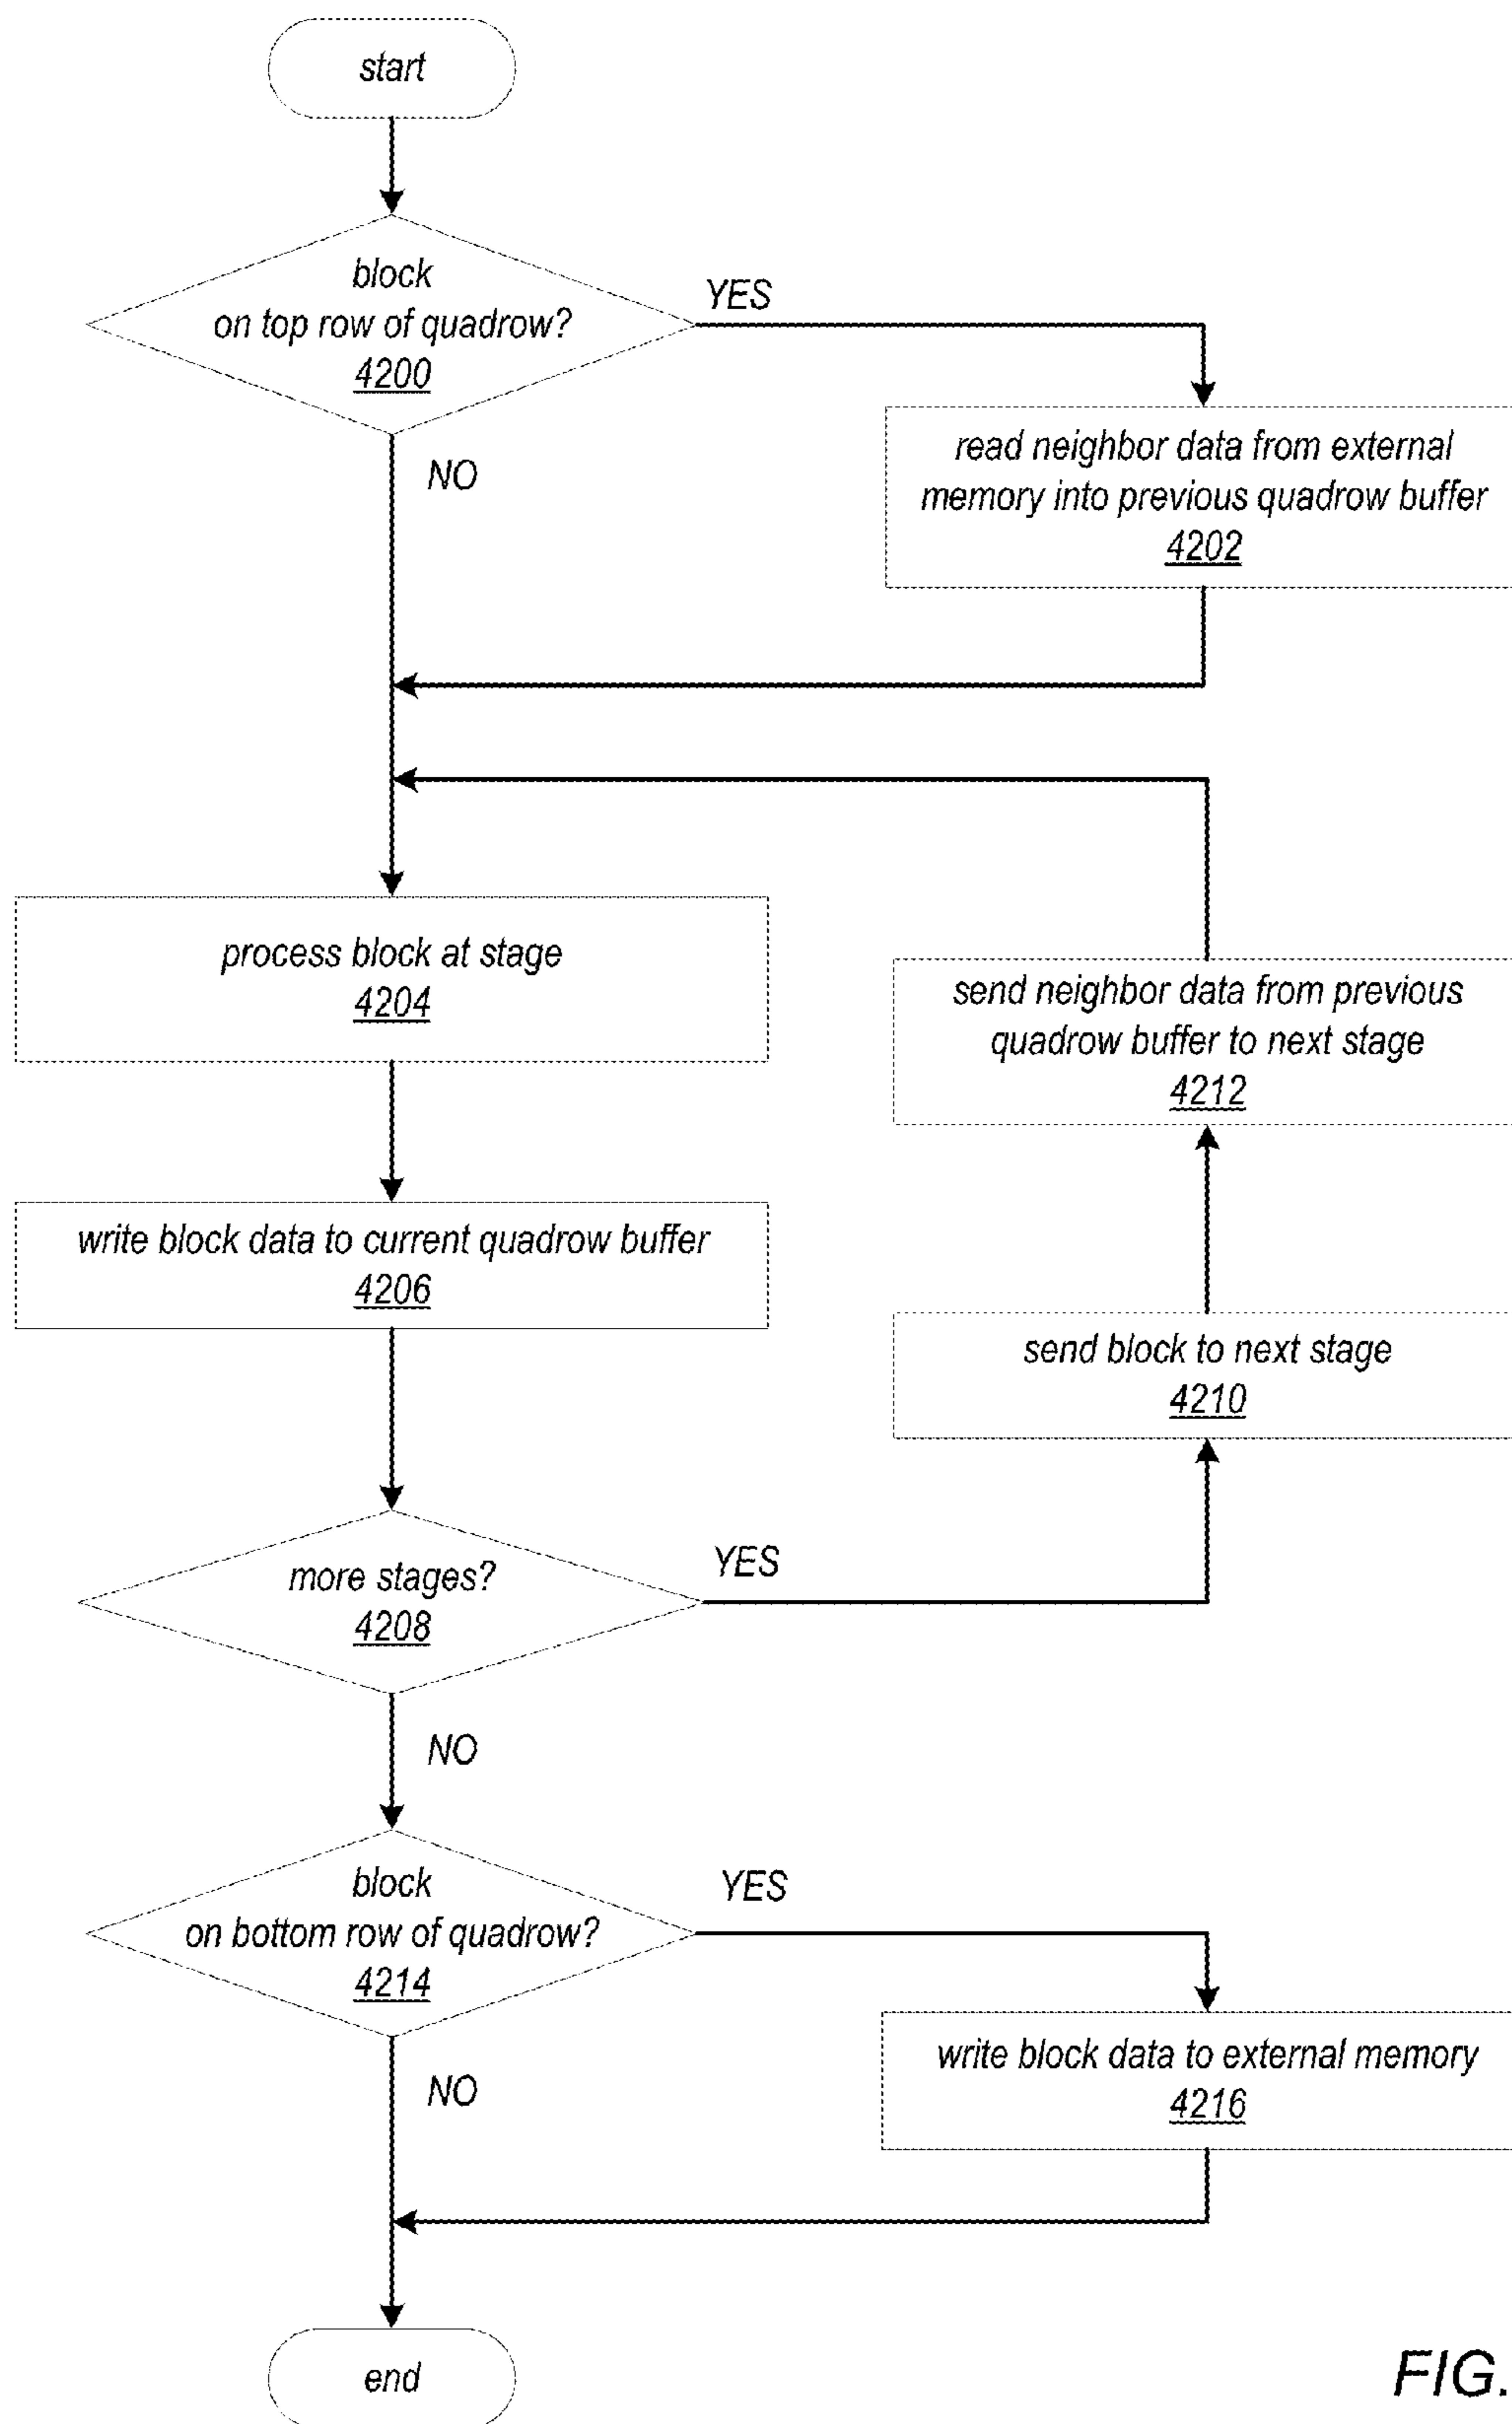 start
block
on top row of quadrow?
4200
YES
NO
read neighbor data from external
memory into previous quadrow buffer
4202
process block at stage
4204
send neighbor data from previous
quadrow buffer to next stage
4212
write block data to current quadrow buffer
4206
send block to next stage
4210
more stages?
4208
YES
NO
block
on bottom row of quadrow?
4214
YES
NO
write block data to external memory
4216
end
FIG.